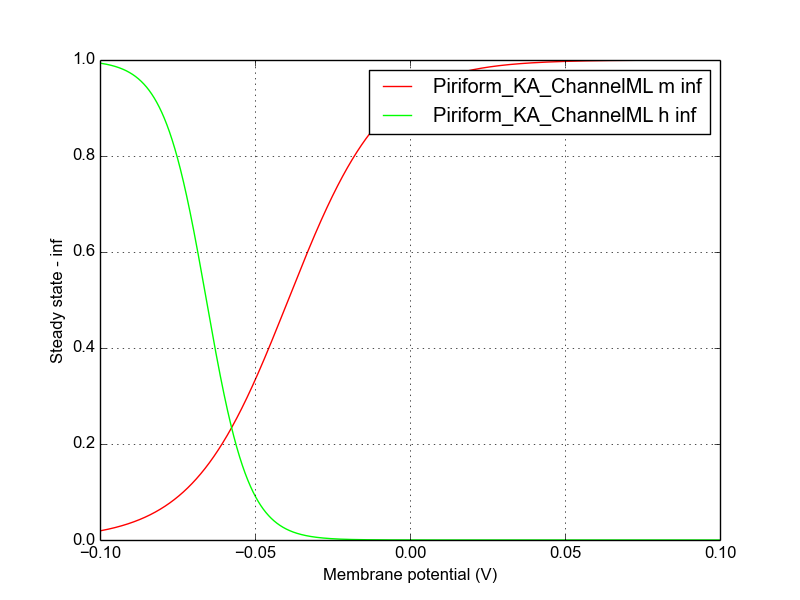 1.0
Piriform_KA_ChannelML m inf
Piriform_KA_ChannelML h inf
0.8
0.6
Steady state - inf
0.4
0.2
0.0
−0.10 −0.05 0.00 0.05 0.10
Membrane potential (V)